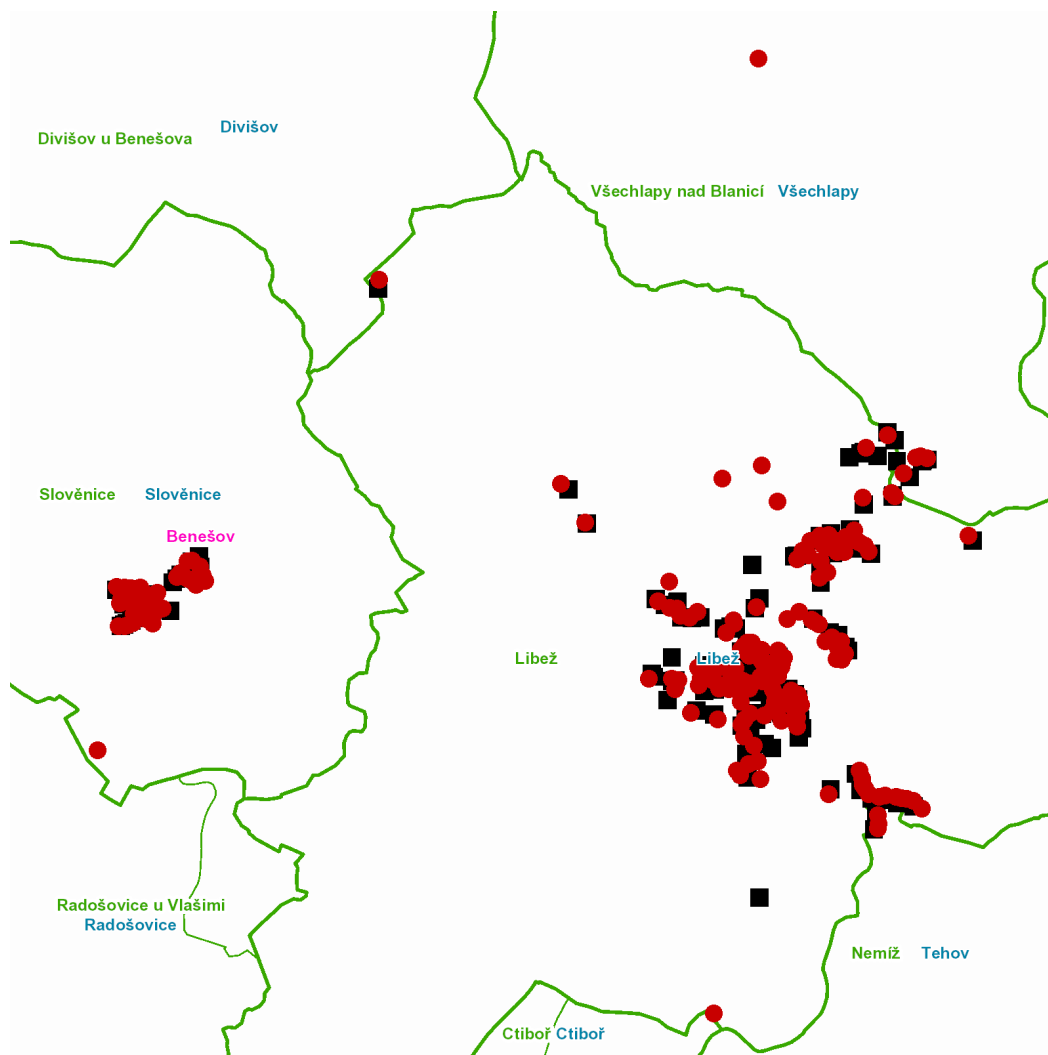 Divišov u Benešova Divišov
Všechlapy nad Blanicí Všechlapy
Slověnice Slověnice
Benešov
Libež Libež
Radošovice u Vlašimi
Radošovice
Nemíž Tehov
Ctiboř Ctiboř